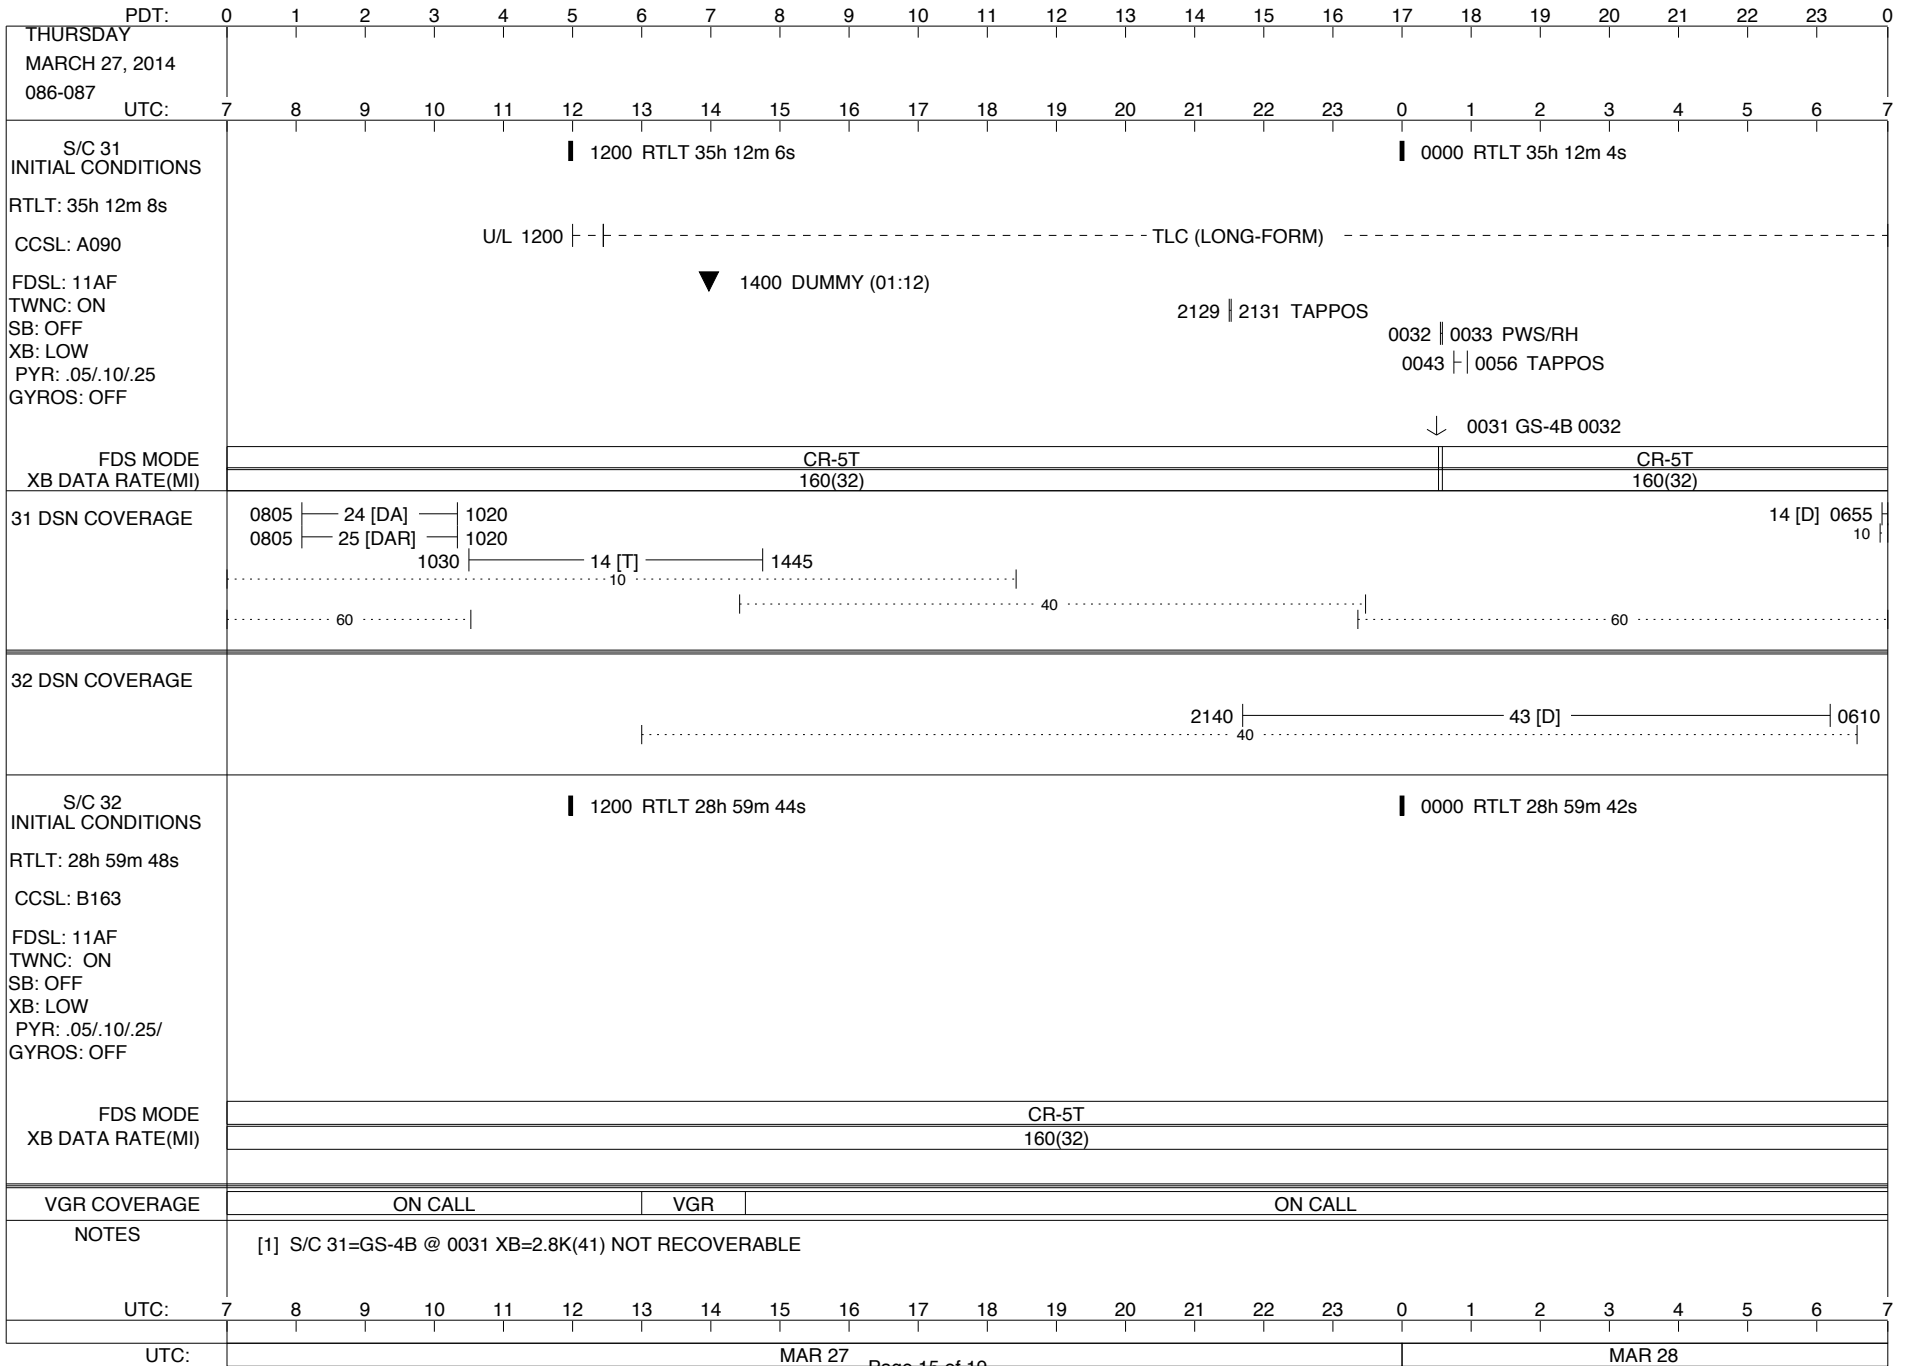 PDT: 0 1 2 3 4 5 6 7 8 9 10 11 12 13 14 15 16 17 18 19 20 21 22 23 0
THURSDAY
MARCH 27, 2014
086-087
UTC: 7 8 9 10 11 12 13 14 15 16 17 18 19 20 21 22 23 0 1 2 3 4 5 6 7
S/C 31
INITIAL CONDITIONS
1200 RTLT 35h 12m 6s
0000 RTLT 35h 12m 4s
RTLT: 35h 12m 8s
CCSL: A090
U/L 1200
TLC (LONG-FORM)
FDSL: 11AF
1400 DUMMY (01:12)
TWNC: ON
2129 2131 TAPPOS
SB: OFF
0032 0033 PWS/RH
XB: LOW
0043 0056 TAPPOS
PYR: .05/.10/.25
GYROS: OFF
0031 GS-4B 0032
FDS MODE CR-5T CR-5T
XB DATA RATE(MI) 160(32) 160(32)
31 DSN COVERAGE
0805 24 [DA] 1020
14 [D] 0655
0805 25 [DAR] 1020
10
1030 14 [T] 1445
10
40
60 60
32 DSN COVERAGE
2140 43 [D] 0610
40
S/C 32
INITIAL CONDITIONS
1200 RTLT 28h 59m 44s
0000 RTLT 28h 59m 42s
RTLT: 28h 59m 48s
CCSL: B163
FDSL: 11AF
TWNC: ON
SB: OFF
XB: LOW
PYR: .05/.10/.25/
GYROS: OFF
FDS MODE CR-5T
XB DATA RATE(MI) 160(32)
VGR COVERAGE ON CALL VGR ON CALL
NOTES
[1] S/C 31=GS-4B @ 0031 XB=2.8K(41) NOT RECOVERABLE
UTC: 7 8 9 10 11 12 13 14 15 16 17 18 19 20 21 22 23 0 1 2 3 4 5 6 7
UTC: MAR 27 MAR 28
Page 15 of 19